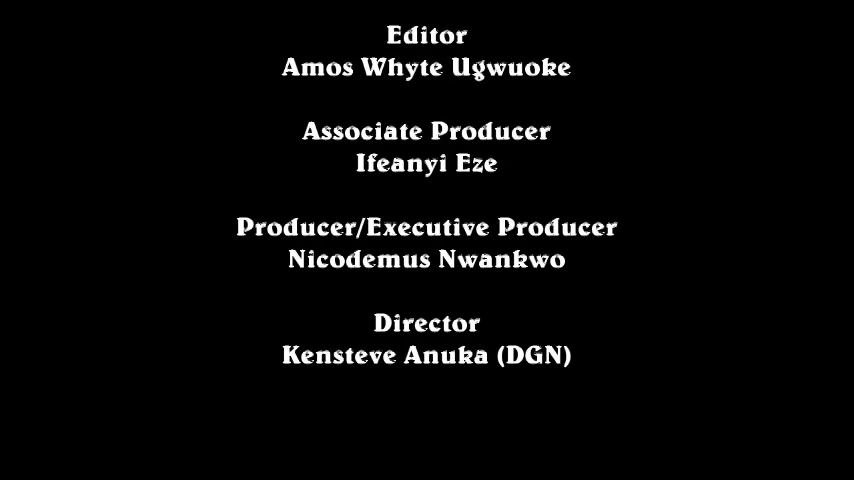 Editor
Amos Whyte Ugwuoke
Associate Producer
Ifeanyi Eze
Producer/Executive Producer
Nicodemus Nwankwo
Director
Kensteve Anuka (DGN)